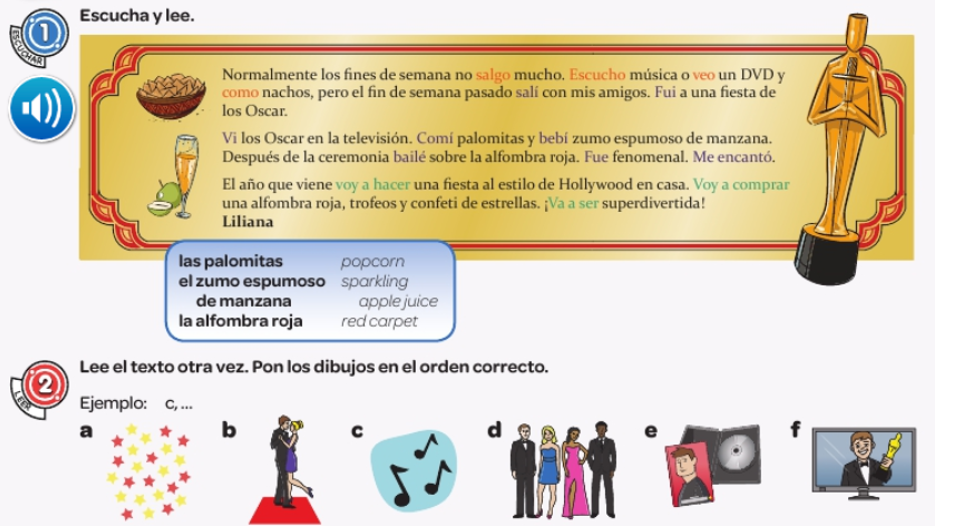 Escucha y lee.
1
ESCUCHAR
Normalmente los fines de semana no salgo mucho. Escucho música o veo un DVD y
como nachos, pero el fin de semana pasado salí con mis amigos. Fui a una fiesta de
los Oscar.
Vi los Oscar en la televisión. Comí palomitas y bebí zumo espumoso de manzana.
Después de la ceremonia bailé sobre la alfombra roja. Fue fenomenal. Me encantó.
El año que viene voy a hacer una fiesta al estilo de Hollywood en casa. Voy a comprar
una alfombra roja, trofeos y confeti de estrellas. ¡Va a ser superdivertida!
Liliana
las palomitas popcorn
el zumo espumoso sparkling
de manzana apple juice
la alfombra roja red carpet
Lee el texto otra vez. Pon los dibujos en el orden correcto.
2
LEER
Ejemplo: c, ...
a b c d e f